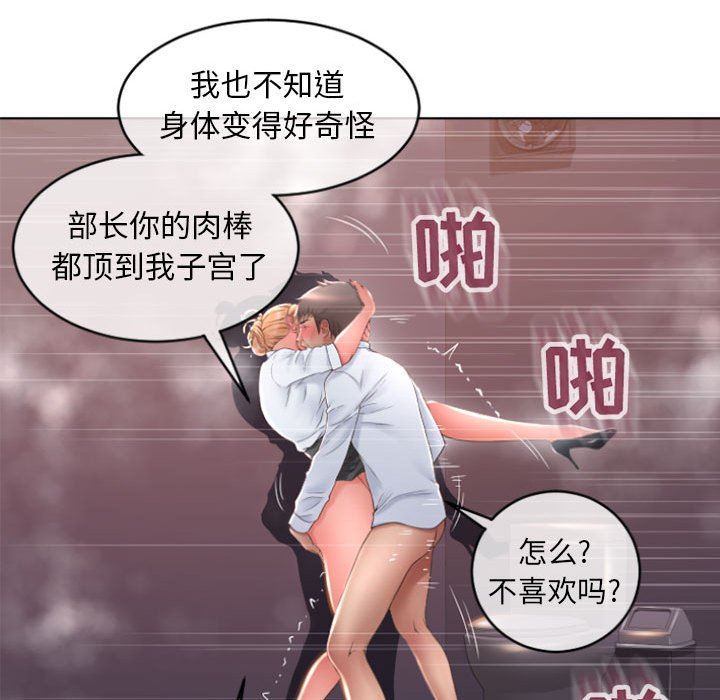 我也不知道
身体变得好奇怪
部长你的肉棒
都顶到我子宫了
啪
啪
怎么?
不喜欢吗?
啪